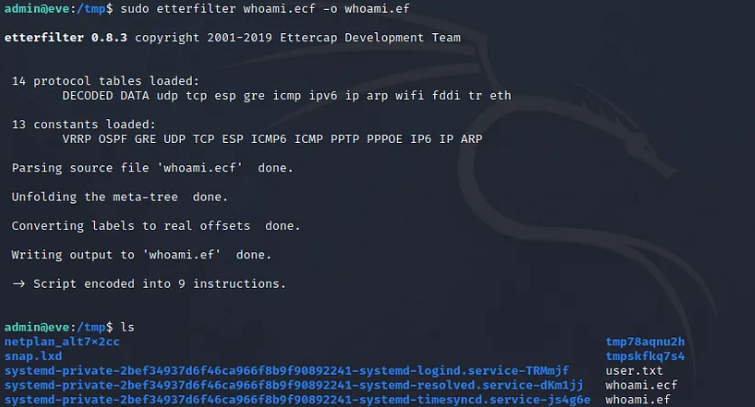 admin@eve:/tmp$ sudo etterfilter whoami.ecf -o whoami.ef
etterfilter 0.8.3 copyright 2001-2019 Ettercap Development Team
14 protocol tables loaded:
DECODED DATA udp tcp esp gre icmp ipv6 ip arp wifi fddi tr eth
13 constants loaded:
VRRP OSPF GRE UDP TCP ESP ICMP6 ICMP PPTP PPPOE IP6 IP ARP
Parsing source file 'whoami.ecf'  done.
Unfolding the meta-tree  done.
Converting labels to real offsets  done.
Writing output to 'whoami.ef'  done.
→ Script encoded into 9 instructions.
admin@eve:/tmp$ ls
netplan_alt7×2cc tmp78aqnu2h
snap.lxd tmpskfkq7s4
systemd-private-2bef34937d6f46ca966f8b9f90892241-systemd-logind.service-TRMmjf user.txt
systemd-private-2bef34937d6f46ca966f8b9f90892241-systemd-resolved.service-dKm1jj whoami.ecf
systemd-private-2bef34937d6f46ca966f8b9f90892241-systemd-timesyncd.service-js4g6e whoami.ef